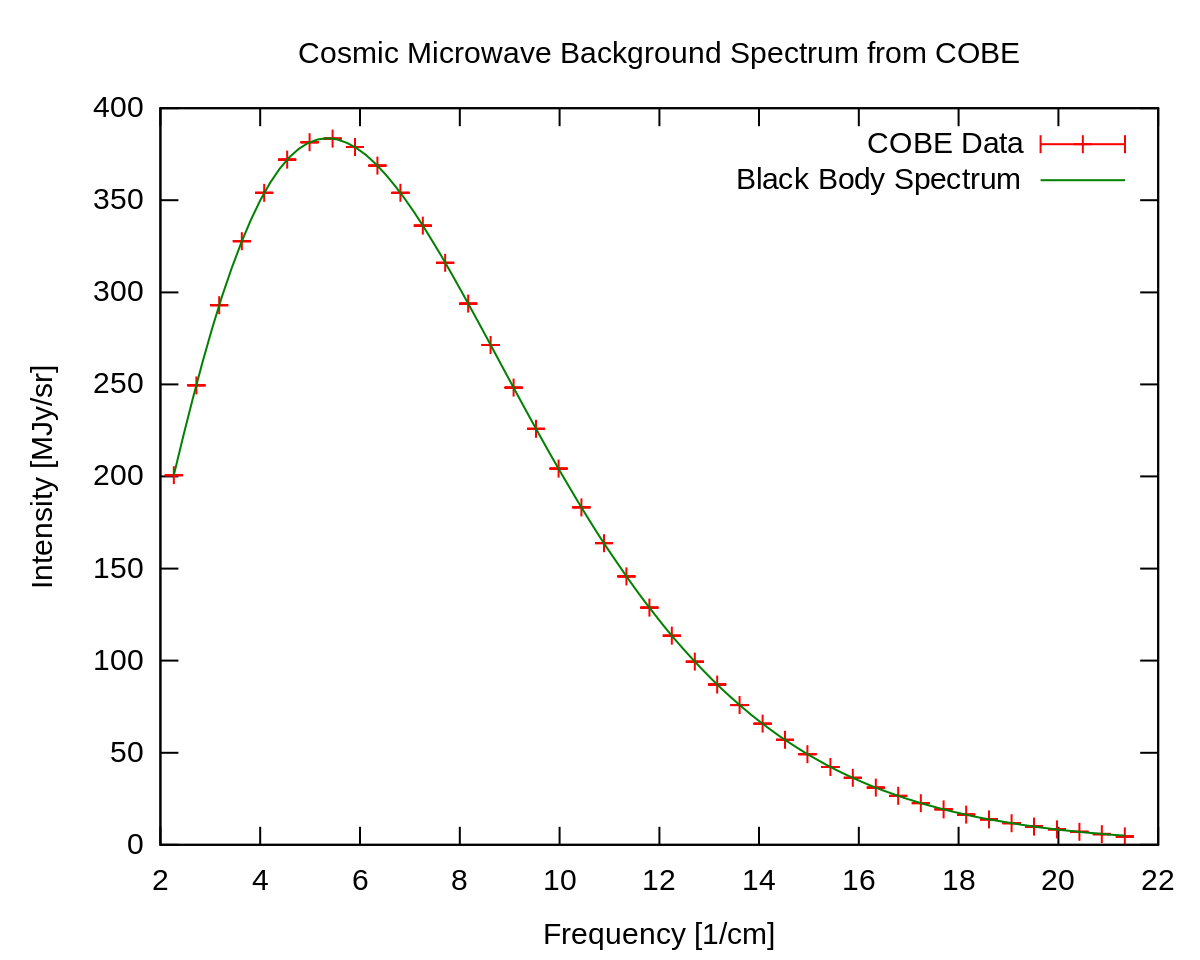 Cosmic Microwave Background Spectrum from COBE
COBE Data
Black Body Spectrum
400
350
300
250
200
150
100
50
0
Intensity [MJy/sr]
2 4 6 8 10 12 14 16 18 20 22
Frequency [1/cm]